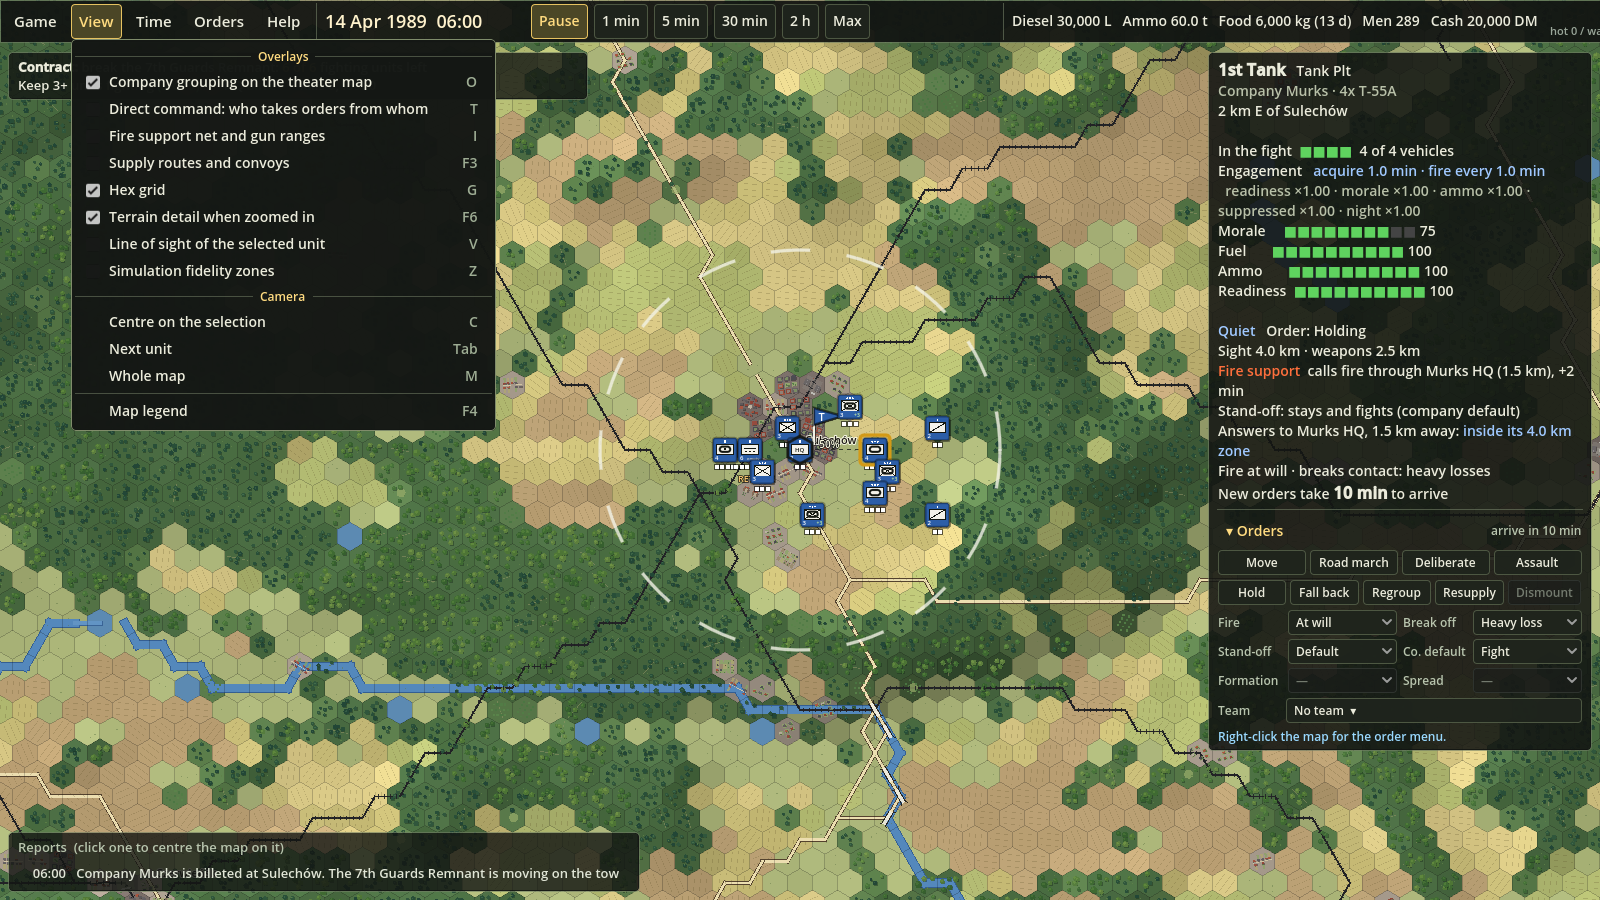 Game View Time Orders Help 14 Apr 1989 06:00 Pause 1 min 5 min 30 min 2 h Max Diesel 30,000 L Ammo 60.0 t Food 6,000 kg (13 d) Men 289 Cash 20,000 DM
hot 0 / wa
Contract
Keep 3+
Overlays
Company grouping on the theater map O
Direct command: who takes orders from whom T
Fire support net and gun ranges I
Supply routes and convoys F3
Hex grid G
Terrain detail when zoomed in F6
Line of sight of the selected unit V
Simulation fidelity zones Z
Camera
Centre on the selection C
Next unit Tab
Whole map M
Map legend F4
T
HQ
1st Tank Tank Plt
Company Murks · 4x T-55A
2 km E of Sulechów
In the fight 4 of 4 vehicles
Engagement acquire 1.0 min · fire every 1.0 min
readiness ×1.00 · morale ×1.00 · ammo ×1.00 ·
suppressed ×1.00 · night ×1.00
Morale 75
Fuel 100
Ammo 100
Readiness 100
Quiet Order: Holding
Sight 4.0 km · weapons 2.5 km
Fire support calls fire through Murks HQ (1.5 km), +2
min
Stand-off: stays and fights (company default)
Answers to Murks HQ, 1.5 km away: inside its 4.0 km
zone
Fire at will · breaks contact: heavy losses
New orders take 10 min to arrive
▾ Orders arrive in 10 min
Move Road march Deliberate Assault
Hold Fall back Regroup Resupply Dismount
Fire At will Break off Heavy loss
Stand-off Default Co. default Fight
Formation — Spread —
Team No team ▾
Right-click the map for the order menu.
Reports (click one to centre the map on it)
06:00 Company Murks is billeted at Sulechów. The 7th Guards Remnant is moving on the tow